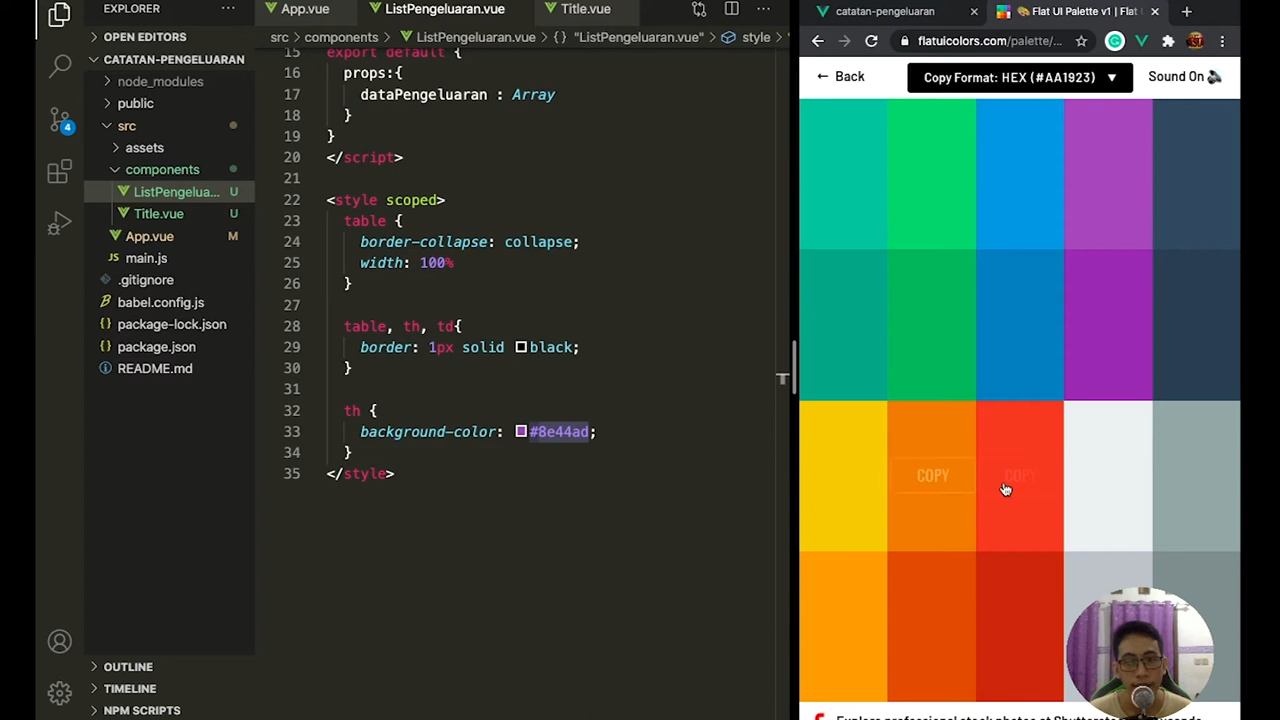 EXPLORER
OPEN EDITORS
CATATAN-PENGELUARAN
node_modules
public
src
assets
components
ListPengelua... U
Title.vue U
App.vue M
main.js
.gitignore
babel.config.js
package-lock.json
package.json
README.md
OUTLINE
TIMELINE
NPM SCRIPTS
4
App.vue ListPengeluaran.vue Title.vue
src > components > ListPengeluaran.vue > {} "ListPengeluaran.vue" > style
15 export default {
16 props:{
17 dataPengeluaran : Array
18 }
19 }
20 </script>
21
22 <style scoped>
23 table {
24 border-collapse: collapse;
25 width: 100%
26 }
27
28 table, th, td{
29 border: 1px solid black;
30 }
31
32 th {
33 background-color: #8e44ad;
34 }
35 </style>
catatan-pengeluaran Flat UI Palette v1 | Flat
flatuicolors.com/palette/...
← Back Copy Format: HEX (#AA1923) ▼ Sound On
COPY COPY